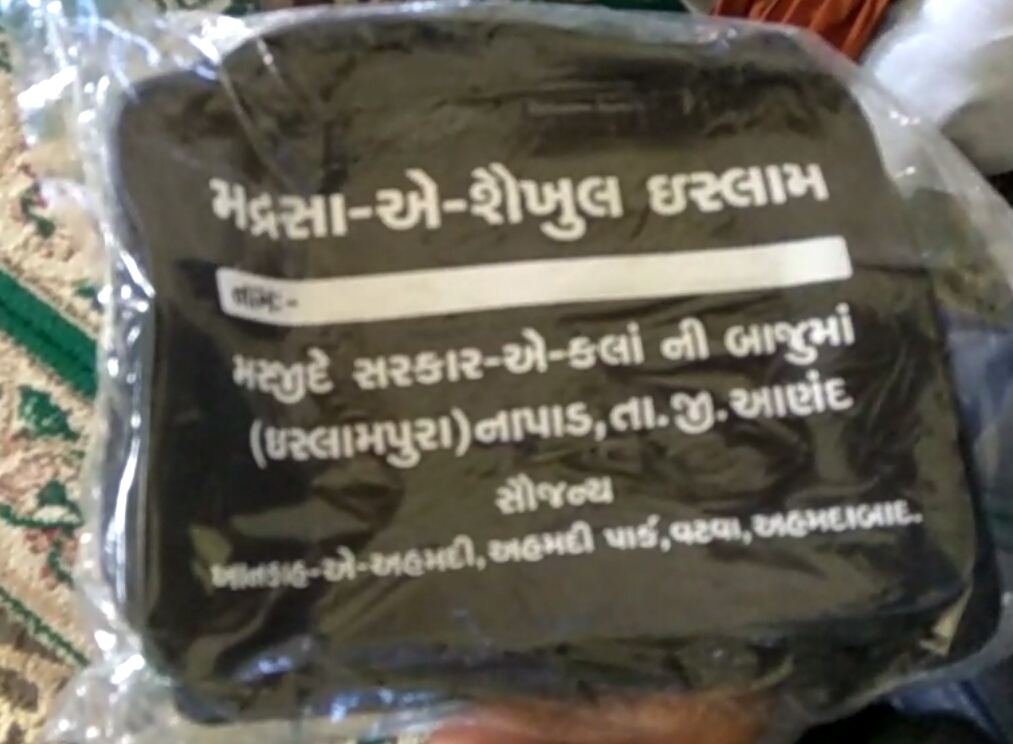 મદ્રસા-એ-શૈખુલ ઇસ્લામ
નામ:-
મસ્જીદે સરકાર-એ-કલાં ની બાજુમાં
(ઇસ્લામપુરા)નાપાડ,તા.જી.આણંદ
સૌજન્ય
ખાનકાહ-એ-અહમદી,અહમદી પાર્ક,વટવા,અહમદાબાદ.